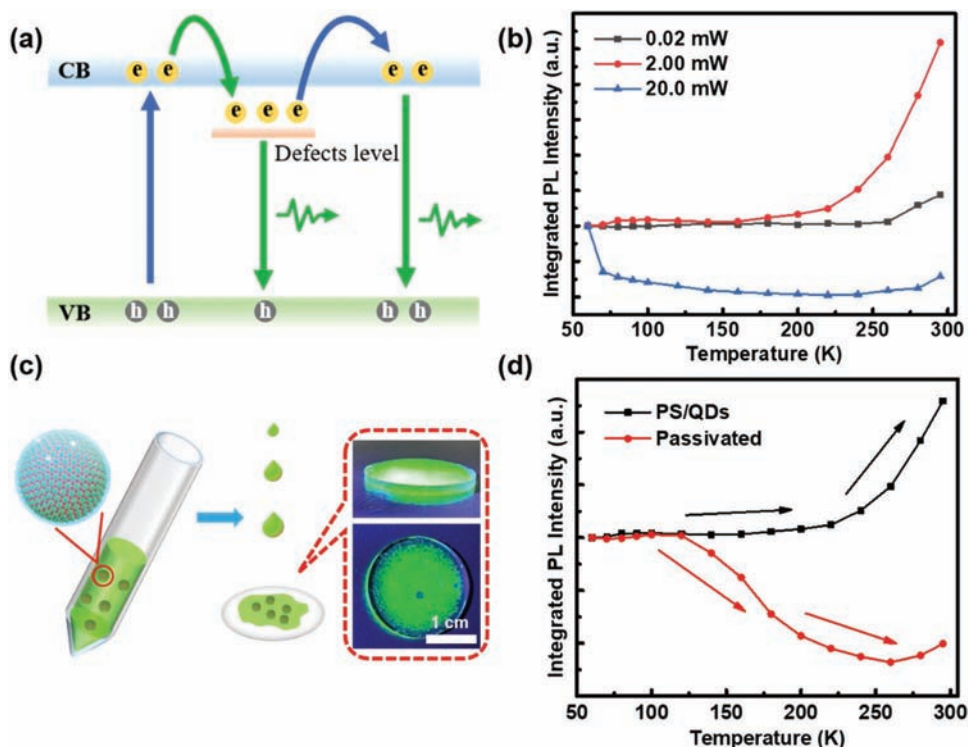 (a)
CB
e e
e e e
e e
Defects level
VB
h h
h
h h
(b)
Integrated PL Intensity (a.u.)
0.02 mW
2.00 mW
20.0 mW
50 100 150 200 250 300
Temperature (K)
(c)
1 cm
(d)
Integrated PL Intensity (a.u.)
PS/QDs
Passivated
50 100 150 200 250 300
Temperature (K)